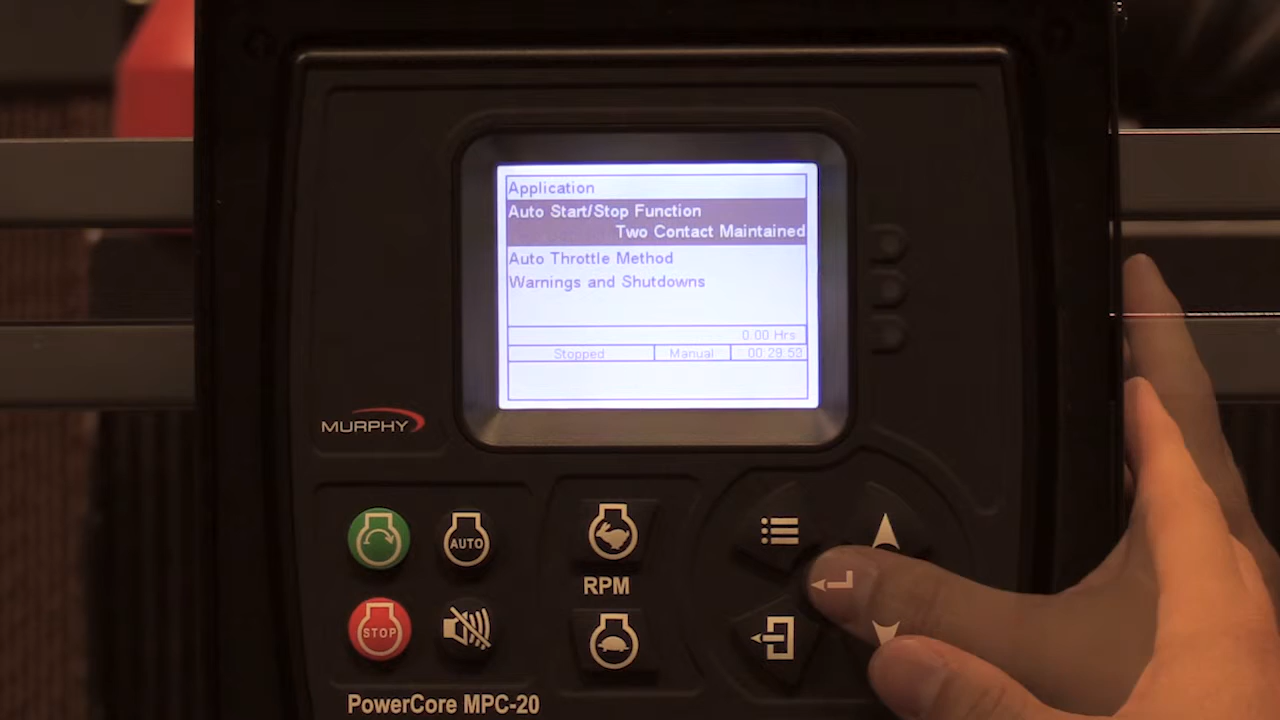 Application
Auto Start/Stop Function
Two Contact Maintained
Auto Throttle Method
Warnings and Shutdowns
0.00 Hrs
Stopped Manual 00:29:50
MURPHY
AUTO
RPM
STOP
PowerCore MPC-20